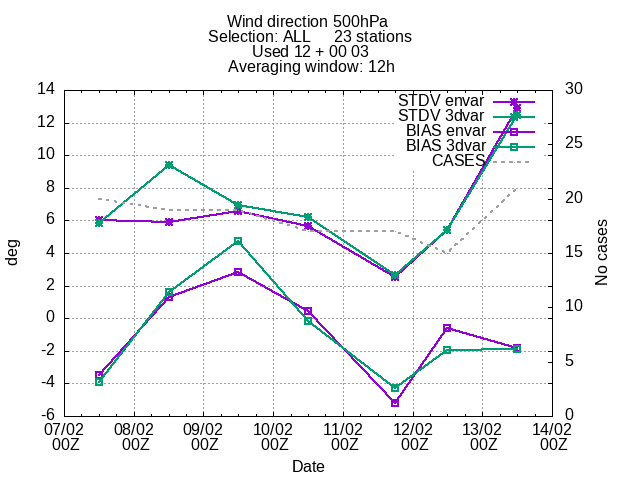 Wind direction 500hPa
Selection: ALL 23 stations
Used 12 + 00 03
Averaging window: 12h
STDV envar
STDV 3dvar
BIAS envar
BIAS 3dvar
CASES
deg
14
12
10
8
6
4
2
0
-2
-4
-6
30
25
20
15
10
5
0
No cases
07/02 08/02 09/02 10/02 11/02 12/02 13/02 14/02
00Z 00Z 00Z 00Z 00Z 00Z 00Z 00Z
Date